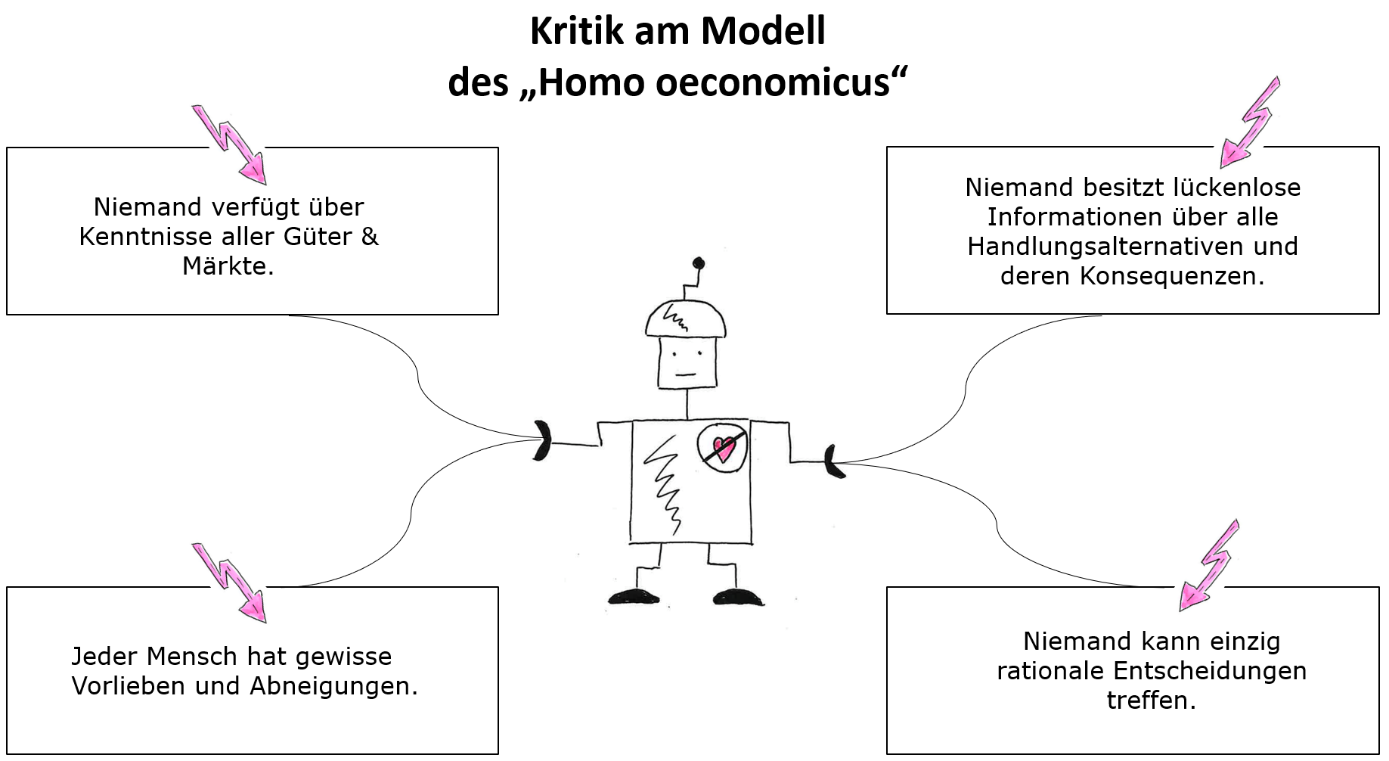 Kritik am Modell
des „Homo oeconomicus“
Niemand verfügt über
Kenntnisse aller Güter &
Märkte.
Niemand besitzt lückenlose
Informationen über alle
Handlungsalternativen und
deren Konsequenzen.
Jeder Mensch hat gewisse
Vorlieben und Abneigungen.
Niemand kann einzig
rationale Entscheidungen
treffen.